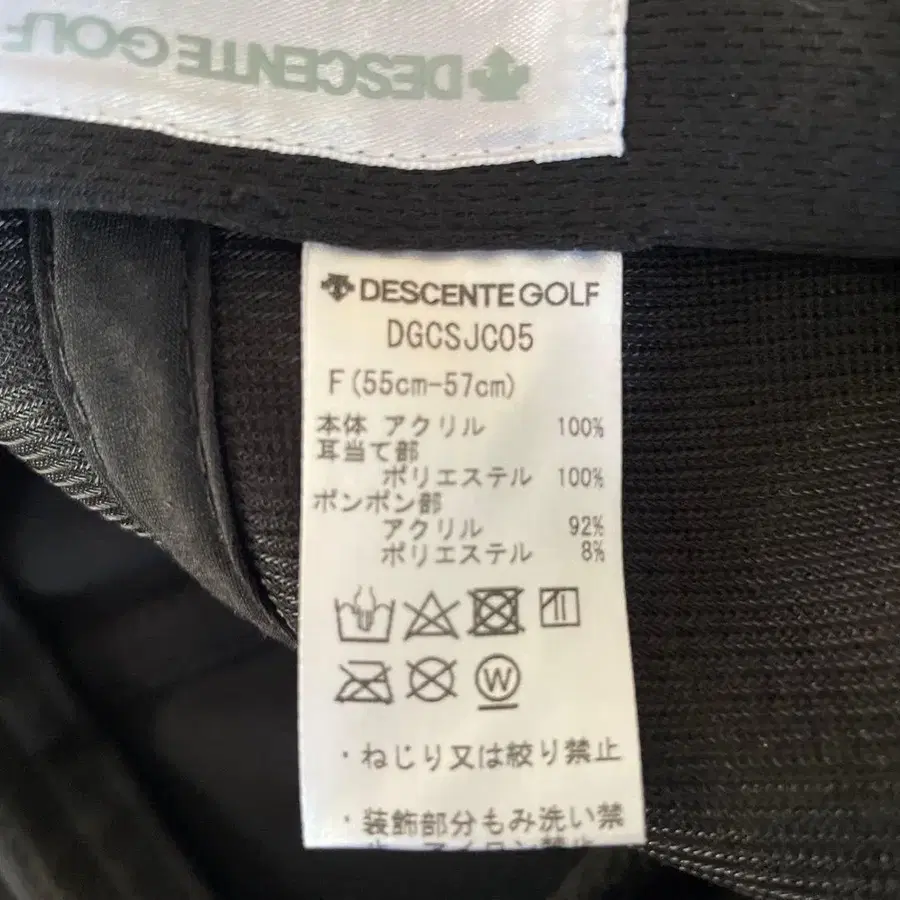 DESCENTE GOLF
DESCENTE GOLF
DGCSJC05
F(55cm-57cm)
本体 アクリル 100%
耳当て部
ポリエステル 100%
ポンポン部
アクリル 92%
ポリエステル 8%
W
・ねじり又は絞り禁止
・装飾部分もみ洗い禁